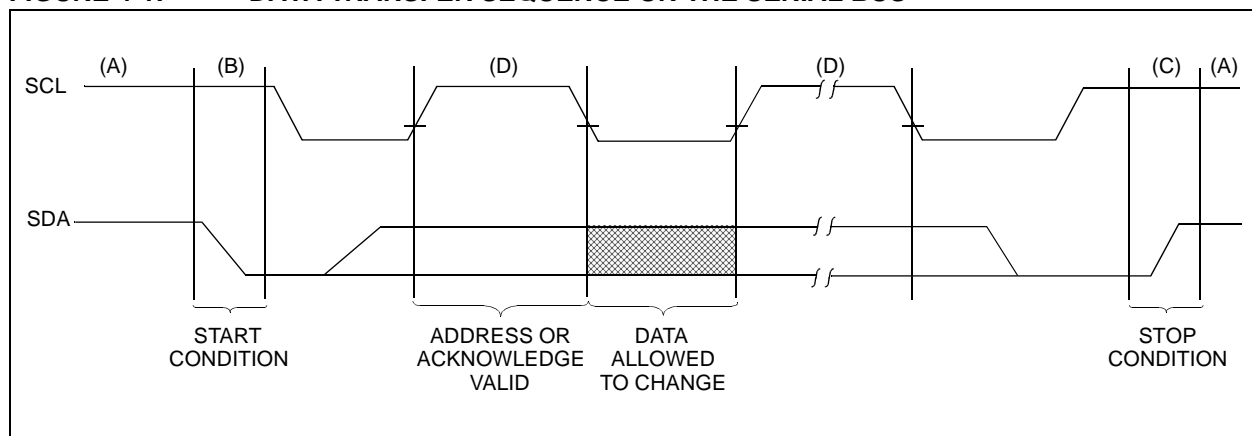 (A) (B) (D) (D) (C) (A)
SCL
SDA
START
CONDITION
ADDRESS OR
ACKNOWLEDGE
VALID
DATA
ALLOWED
TO CHANGE
STOP
CONDITION